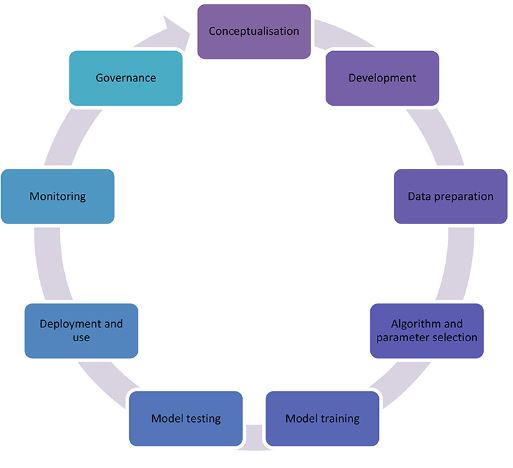 Conceptualisation
Development
Data preparation
Algorithm and
parameter selection
Model training
Model testing
Deployment and
use
Monitoring
Governance